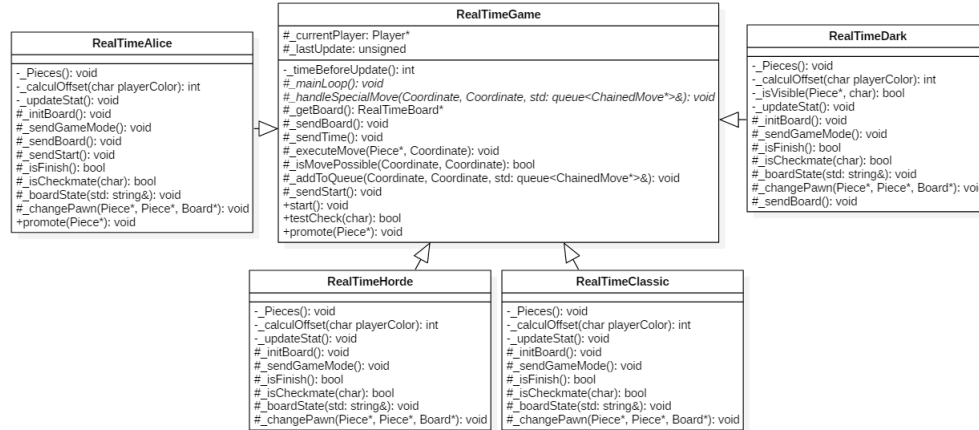 RealTimeGame
#_currentPlayer: Player*
#_lastUpdate: unsigned
-_timeBeforeUpdate(): int
#_mainLoop(): void
#_handleSpecialMove(Coordinate, Coordinate, std: queue<ChainedMove*>&): void
#_getBoard(): RealTimeBoard*
#_sendBoard(): void
#_sendTime(): void
#_executeMove(Piece*, Coordinate): void
#_isMovePossible(Coordinate, Coordinate): bool
#_addToQueue(Coordinate, Coordinate, std: queue<ChainedMove*>&): void
#_sendStart(): void
+start(): void
+testCheck(char): bool
+promote(Piece*): void
RealTimeAlice
-_Pieces(): void
-_calculOffset(char playerColor): int
-_updateStat(): void
#_initBoard(): void
#_sendGameMode(): void
#_sendBoard(): void
#_sendStart(): void
#_isFinish(): bool
#_isCheckmate(char): bool
#_boardState(std: string&): void
#_changePawn(Piece*, Piece*, Board*): void
+promote(Piece*): void
RealTimeDark
-_Pieces(): void
-_calculOffset(char playerColor): int
-_isVisible(Piece*, char): bool
-_updateStat(): void
#_initBoard(): void
#_sendGameMode(): void
#_isFinish(): bool
#_isCheckmate(char): bool
#_boardState(std: string&): void
#_changePawn(Piece*, Piece*, Board*): void
#_sendBoard(): void
RealTimeHorde
-_Pieces(): void
-_calculOffset(char playerColor): int
-_updateStat(): void
#_initBoard(): void
#_sendGameMode(): void
#_isFinish(): bool
#_isCheckmate(char): bool
#_boardState(std: string&): void
#_changePawn(Piece*, Piece*, Board*): void
RealTimeClassic
-_Pieces(): void
-_calculOffset(char playerColor): int
-_updateStat(): void
#_initBoard(): void
#_sendGameMode(): void
#_isFinish(): bool
#_isCheckmate(char): bool
#_boardState(std: string&): void
#_changePawn(Piece*, Piece*, Board*): void